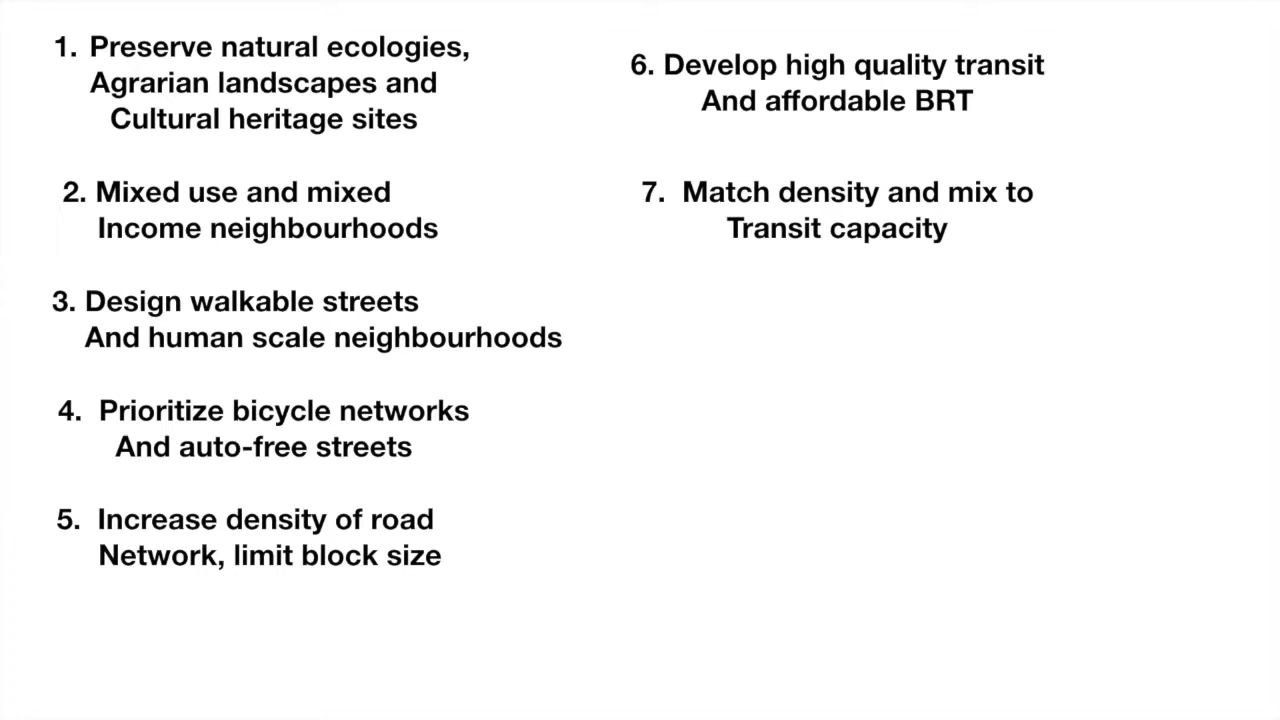 1. Preserve natural ecologies,
Agrarian landscapes and
Cultural heritage sites
2. Mixed use and mixed
Income neighbourhoods
3. Design walkable streets
And human scale neighbourhoods
4. Prioritize bicycle networks
And auto-free streets
5. Increase density of road
Network, limit block size
6. Develop high quality transit
And affordable BRT
7. Match density and mix to
Transit capacity